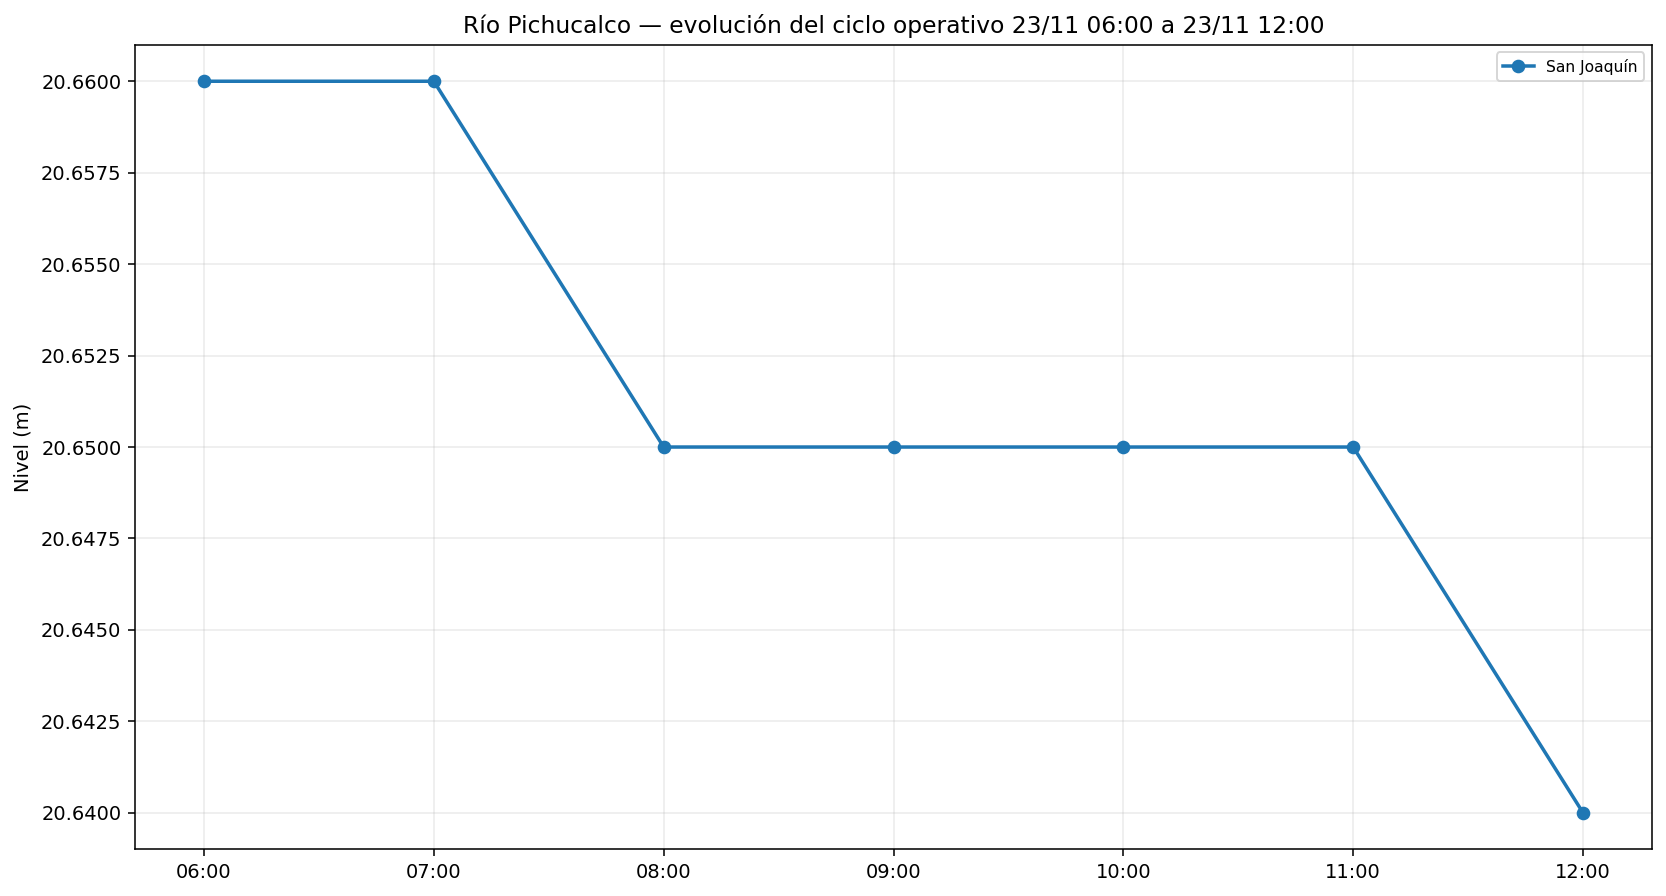 Río Pichucalco — evolución del ciclo operativo 23/11 06:00 a 23/11 12:00
San Joaquín
20.6600
20.6575
20.6550
20.6525
20.6500
20.6475
20.6450
20.6425
20.6400
Nivel (m)
06:00 07:00 08:00 09:00 10:00 11:00 12:00